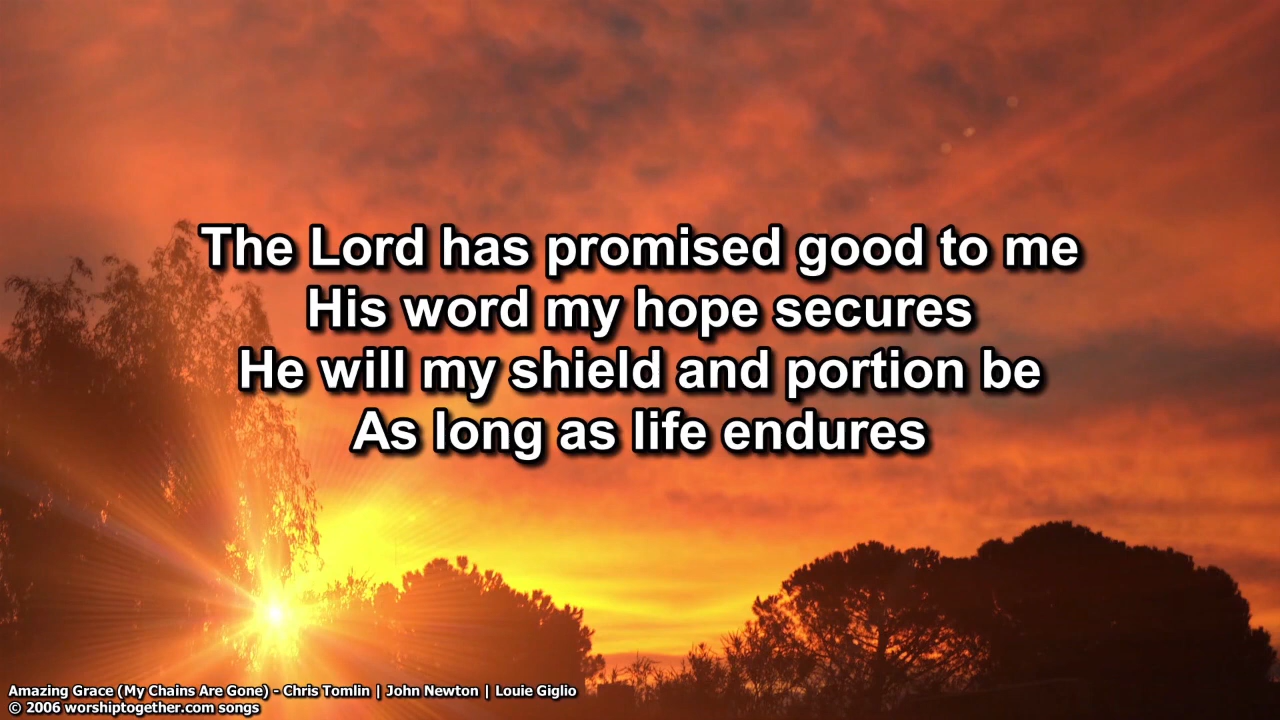 The Lord has promised good to me
His word my hope secures
He will my shield and portion be
As long as life endures
Amazing Grace (My Chains Are Gone) - Chris Tomlin | John Newton | Louie Giglio
© 2006 worshiptogether.com songs